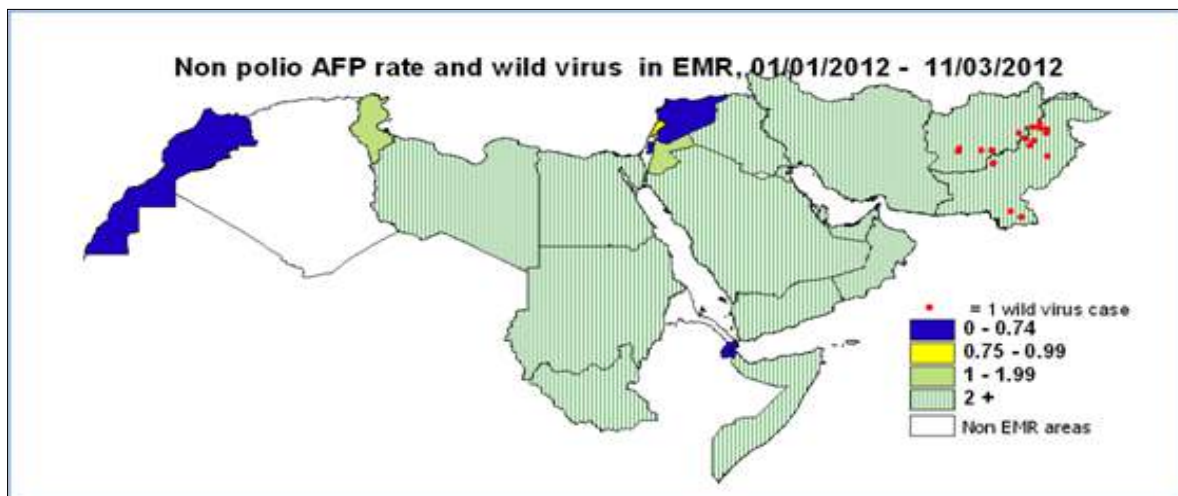 Non polio AFP rate and wild virus in EMR, 01/01/2012 - 11/03/2012
= 1 wild virus case
0 - 0.74
0.75 - 0.99
1 - 1.99
2 +
Non EMR areas